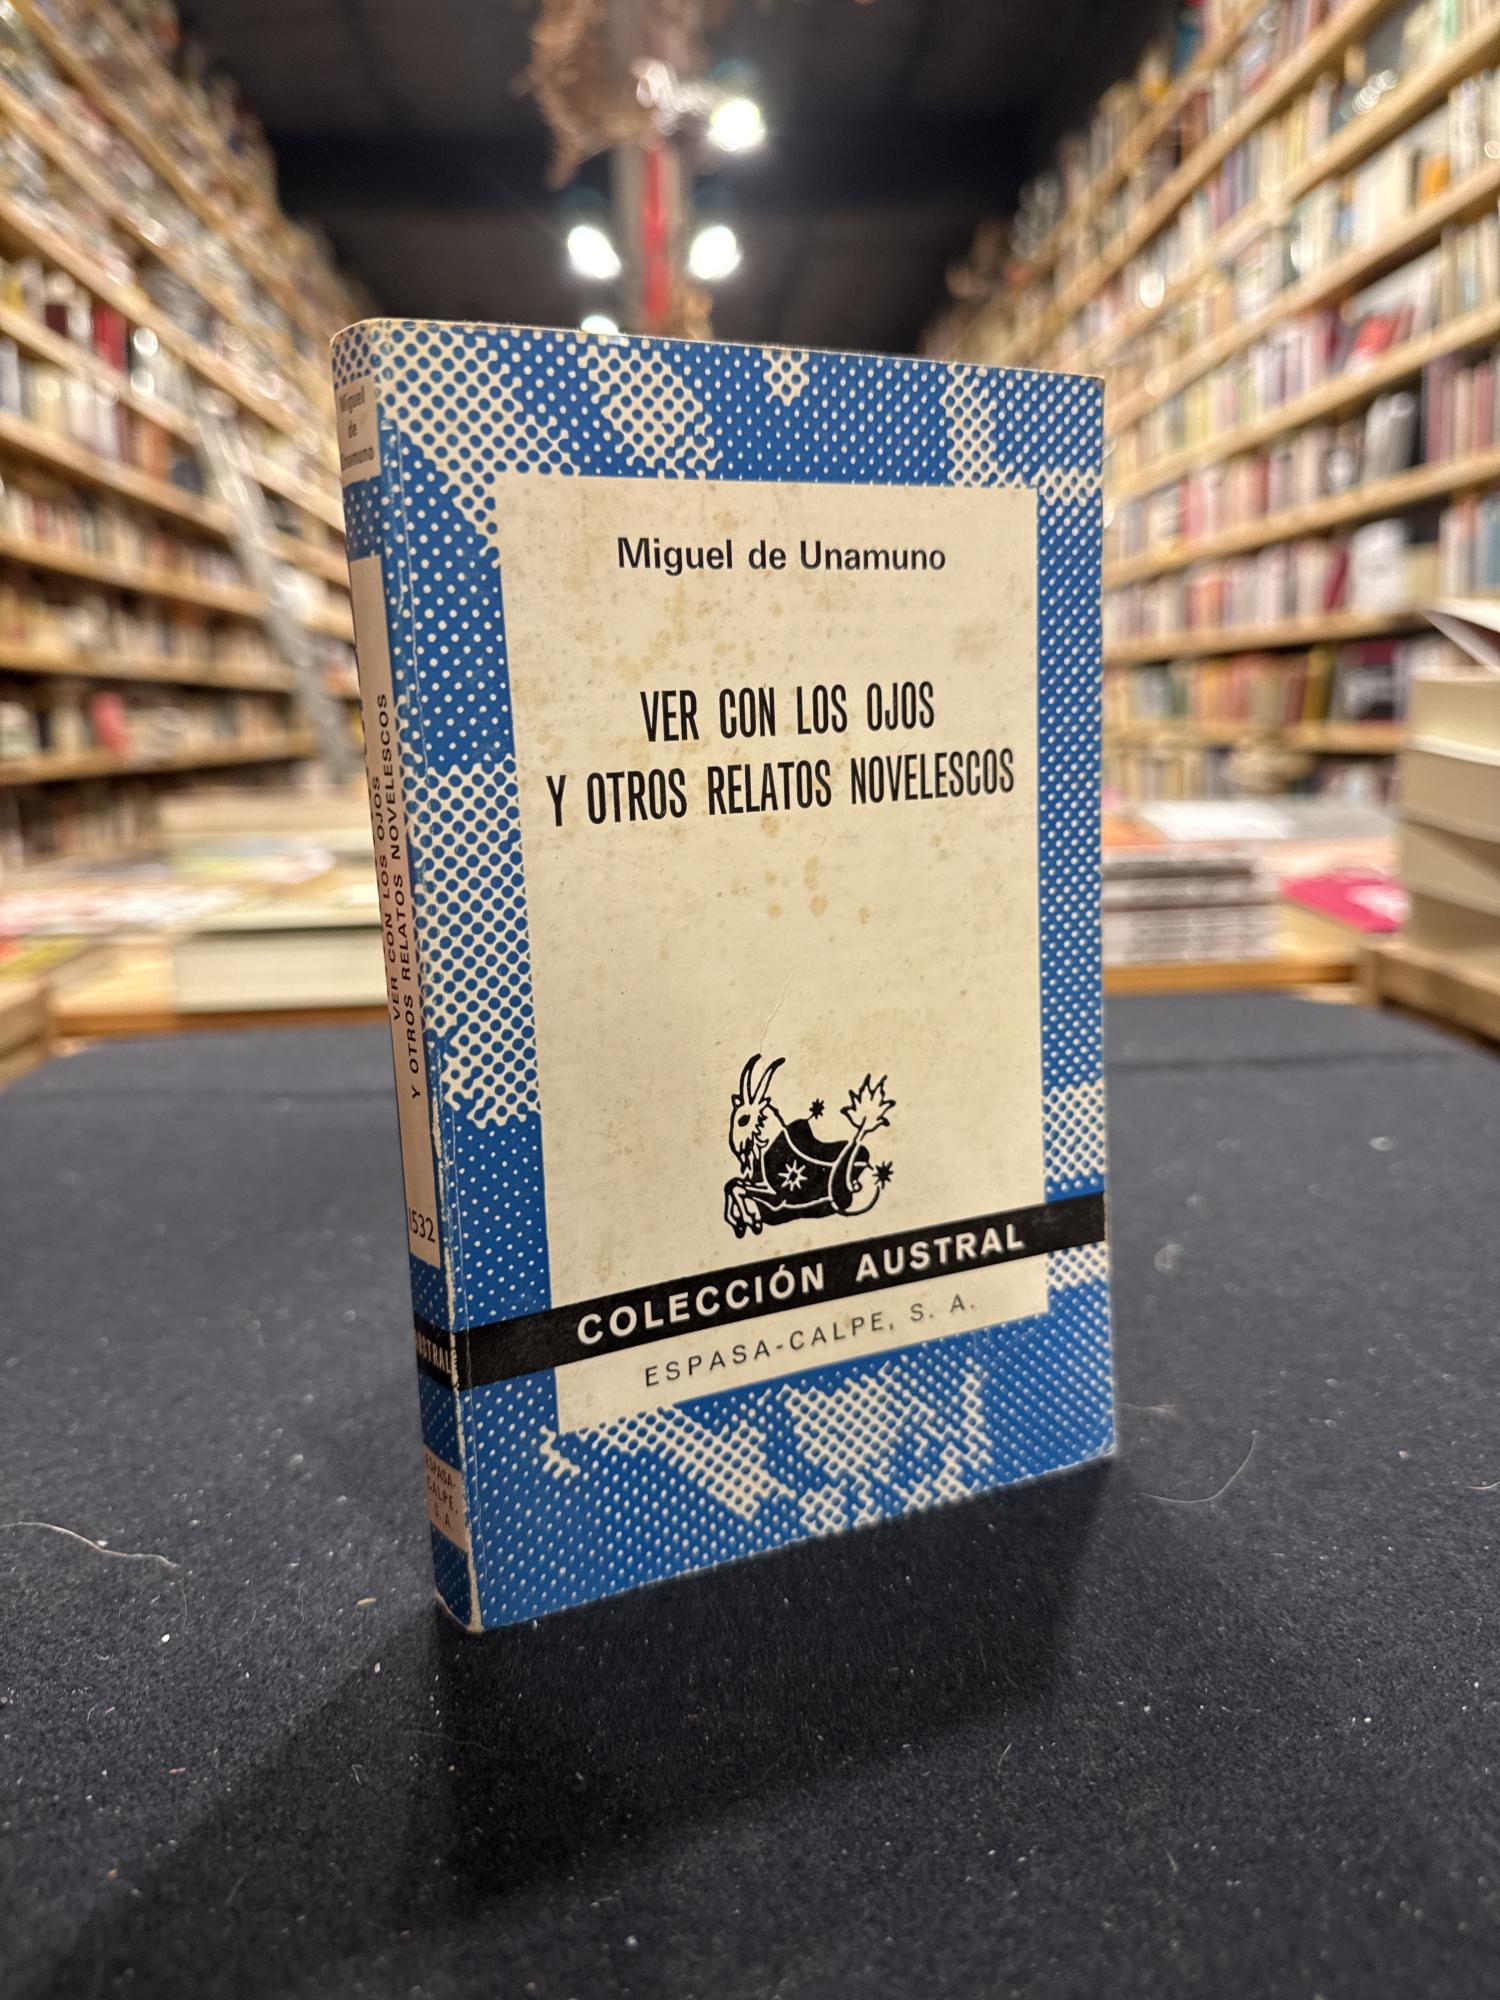 Miguel de Unamuno
VER CON LOS OJOS
Y OTROS RELATOS NOVELESCOS
COLECCIÓN AUSTRAL
ESPASA-CALPE, S. A.
Miguel
de
Unamuno
VER CON LOS OJOS
Y OTROS RELATOS NOVELESCOS
1532
AUSTRAL
ESPASA-
CALPE,
S. A.